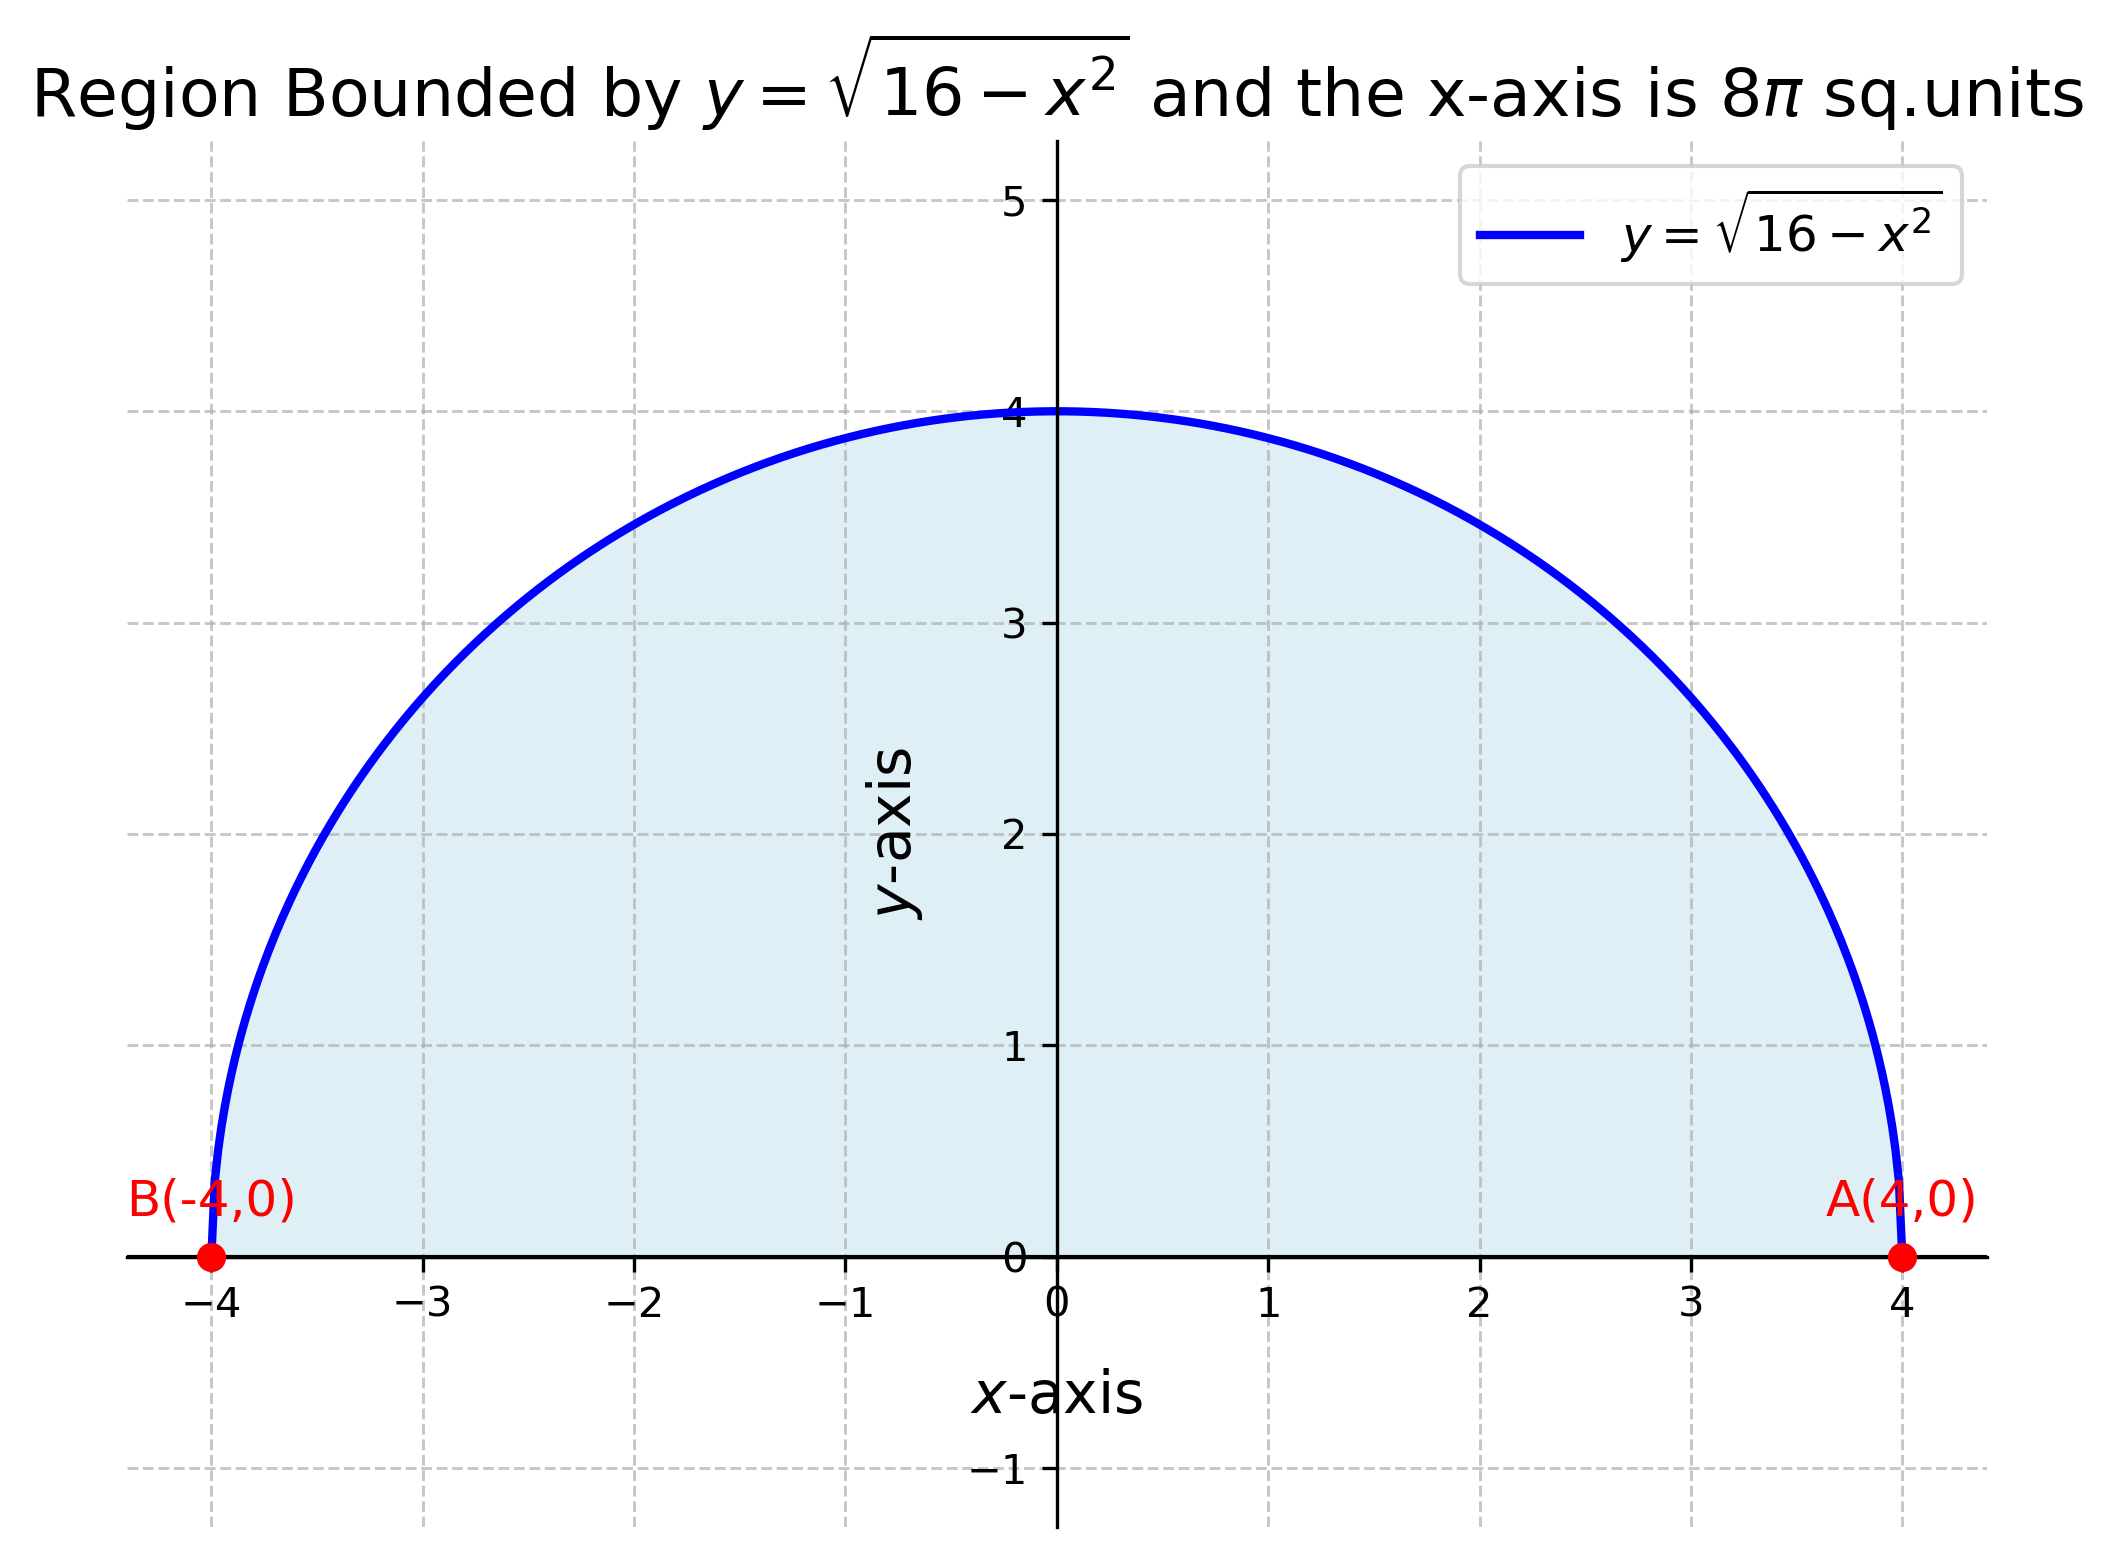 Region Bounded by $y = \sqrt{16 - x^2}$ and the x-axis is $8\pi$ sq.units
5
$y = \sqrt{16 - x^2}$
4
3
y-axis
2
1
B(-4,0)
A(4,0)
0
−4 −3 −2 −1 0 1 2 3 4
x-axis
−1